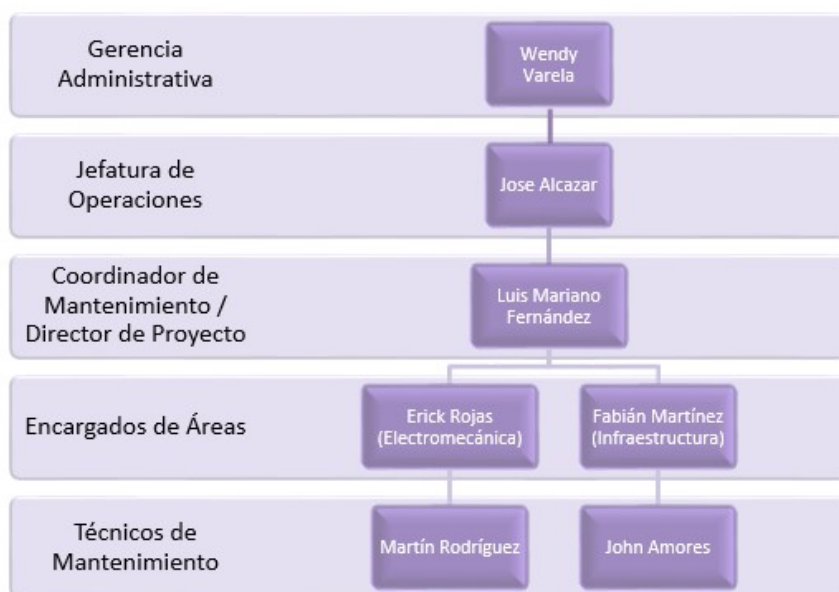 Gerencia
Administrativa
Wendy
Varela
Jefatura de
Operaciones
Jose Alcazar
Coordinador de
Mantenimiento /
Director de Proyecto
Luis Mariano
Fernández
Encargados de Áreas
Erick Rojas
(Electromecánica)
Fabián Martínez
(Infraestructura)
Técnicos de
Mantenimiento
Martín Rodríguez
John Amores